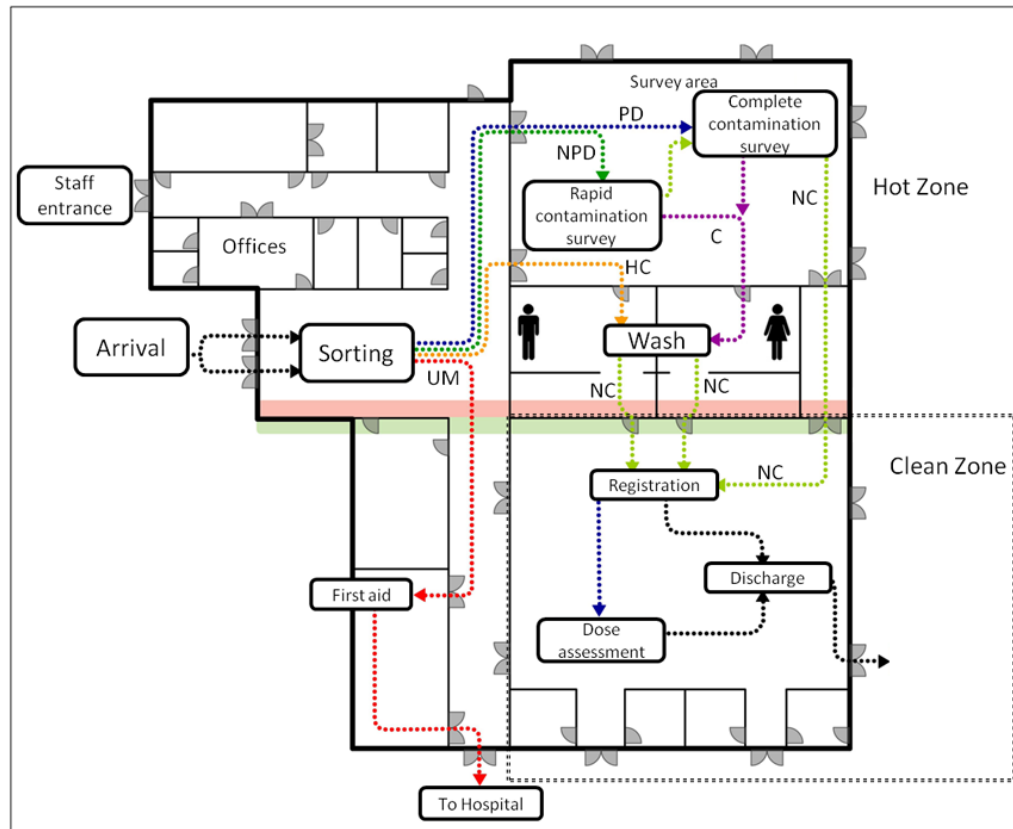 Survey area
Complete
contamination
survey
PD
NPD
Staff
entrance
Rapid
contamination
survey
NC
Hot Zone
C
Offices
HC
Arrival
Sorting
Wash
UM
NC
NC
Clean Zone
Registration
NC
First aid
Discharge
Dose
assessment
To Hospital